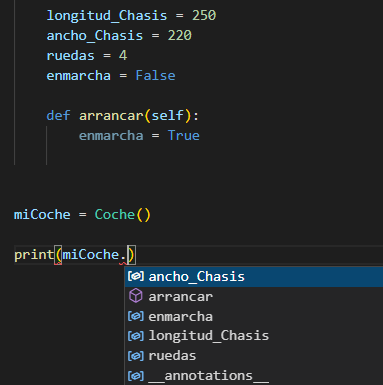 longitud_Chasis = 250
ancho_Chasis = 220
ruedas = 4
enmarcha = False
def arrancar(self):
enmarcha = True
miCoche = Coche()
print(miCoche.)
ancho_Chasis
arrancar
enmarcha
longitud_Chasis
ruedas
__annotations__